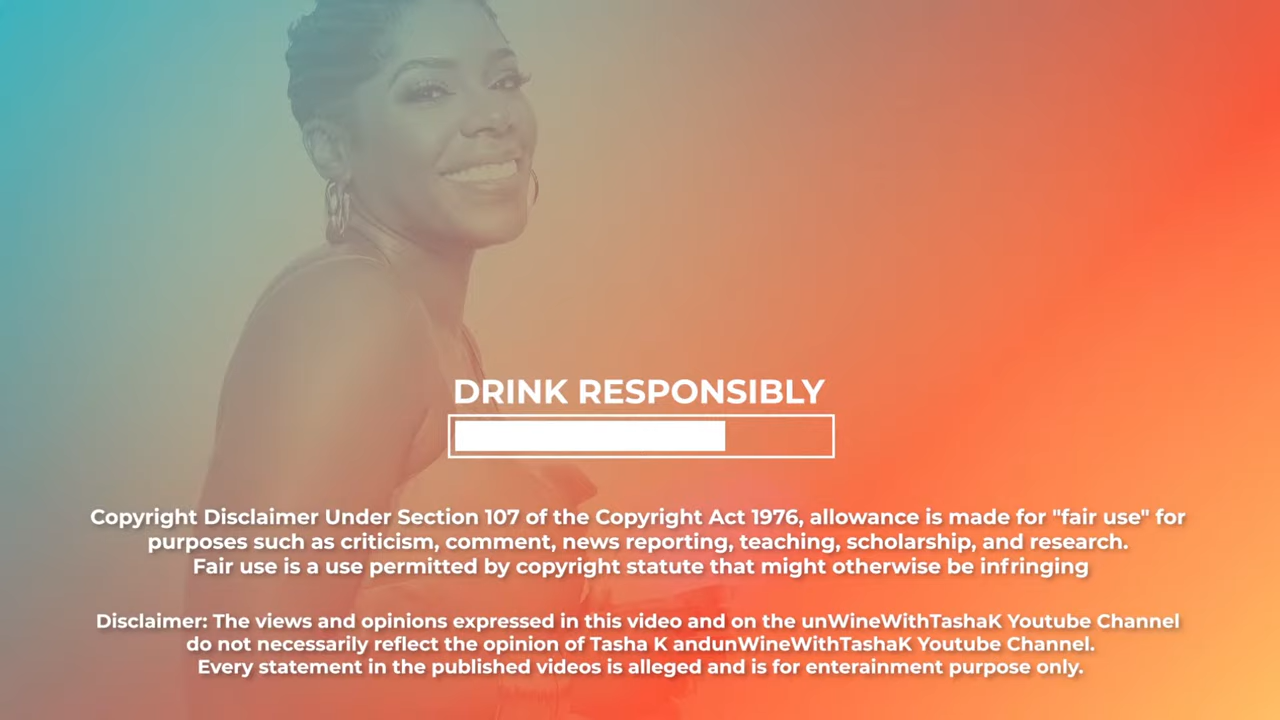 DRINK RESPONSIBLY
Copyright Disclaimer Under Section 107 of the Copyright Act 1976, allowance is made for "fair use" for
purposes such as criticism, comment, news reporting, teaching, scholarship, and research.
Fair use is a use permitted by copyright statute that might otherwise be infringing
Disclaimer: The views and opinions expressed in this video and on the unWineWithTashaK Youtube Channel
do not necessarily reflect the opinion of Tasha K andunWineWithTashaK Youtube Channel.
Every statement in the published videos is alleged and is for enterainment purpose only.